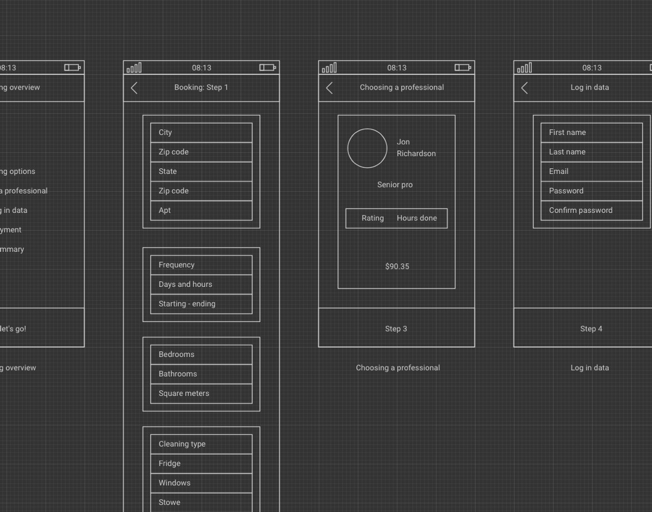 08:13
ng overview
ng options
a professional
g in data
yment
mmary
let's go!
ng overview
08:13
Booking: Step 1
City
Zip code
State
Zip code
Apt
Frequency
Days and hours
Starting - ending
Bedrooms
Bathrooms
Square meters
Cleaning type
Fridge
Windows
Stowe
08:13
Choosing a professional
Jon
Richardson
Senior pro
Rating Hours done
$90.35
Step 3
Choosing a professional
08:13
Log in data
First name
Last name
Email
Password
Confirm password
Step 4
Log in data